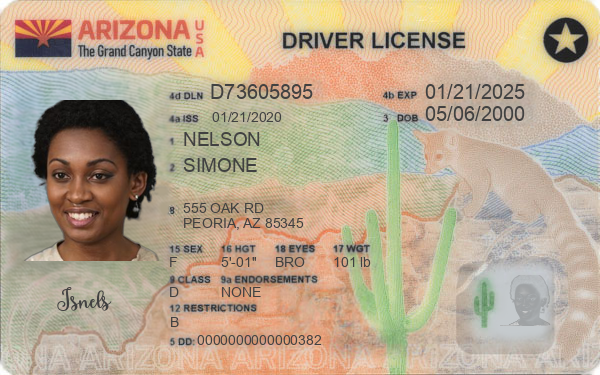 ARIZONA USA
The Grand Canyon State
DRIVER LICENSE
4d DLN D73605895 4b EXP 01/21/2025
4a ISS 01/21/2020 3 DOB 05/06/2000
1 NELSON
2 SIMONE
8 555 OAK RD
PEORIA, AZ 85345
15 SEX 16 HGT 18 EYES 17 WGT
F 5'-01" BRO 101 lb
9 CLASS 9a ENDORSEMENTS
D NONE
Jsnels
12 RESTRICTIONS
B
5 DD: 0000000000000382
ONA ARIZONA ARIZONA ARIZONA ARIZONA ARIZ